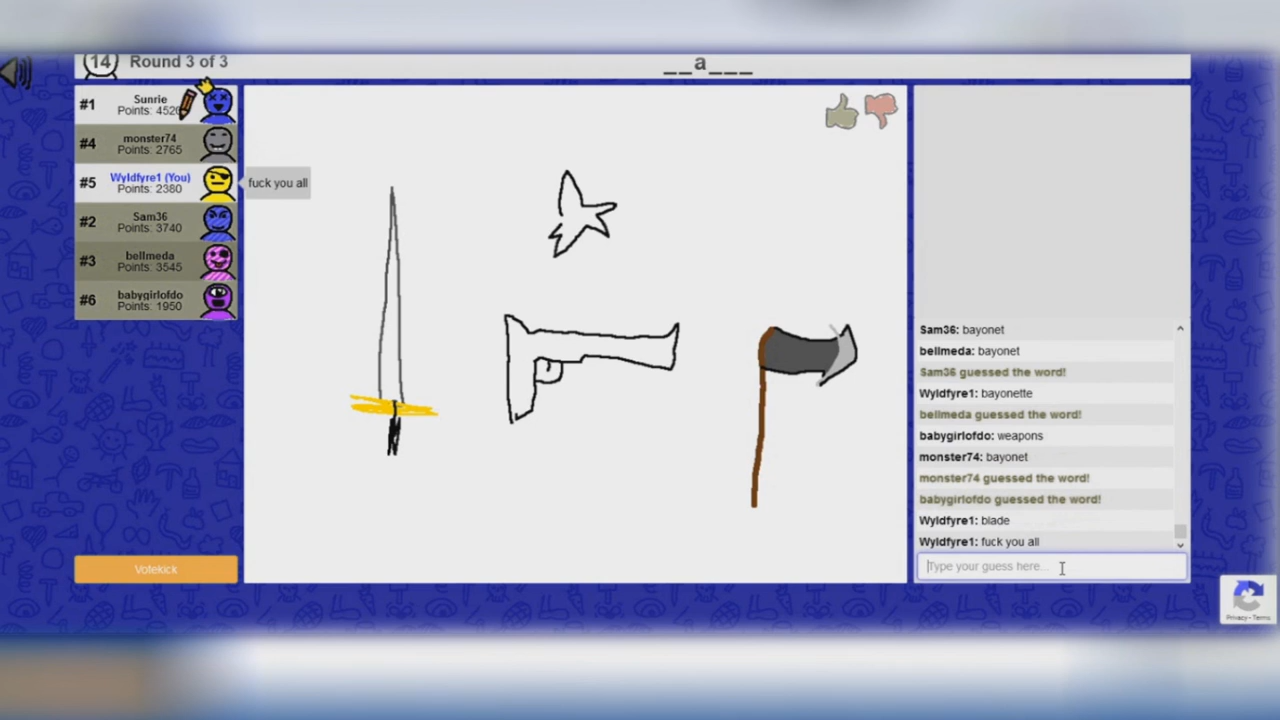 14
Round 3 of 3
__a___
#1
Sunrie
Points: 4520
#4
monster74
Points: 2765
#5
Wyldfyre1 (You)
Points: 2380
fuck you all
#2
Sam36
Points: 3740
#3
bellmeda
Points: 3545
#6
babygirlofdo
Points: 1950
Votekick
Sam36: bayonet
bellmeda: bayonet
Sam36 guessed the word!
Wyldfyre1: bayonette
bellmeda guessed the word!
babygirlofdo: weapons
monster74: bayonet
monster74 guessed the word!
babygirlofdo guessed the word!
Wyldfyre1: blade
Wyldfyre1: fuck you all
Type your guess here...
Privacy - Terms